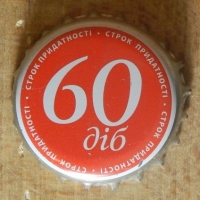 60
діб
• СТРОК ПРИДАТНОСТІ • СТРОК ПРИДАТНОСТІ • СТРОК ПРИДАТНОСТІ • СТРОК ПРИДАТНОСТІ